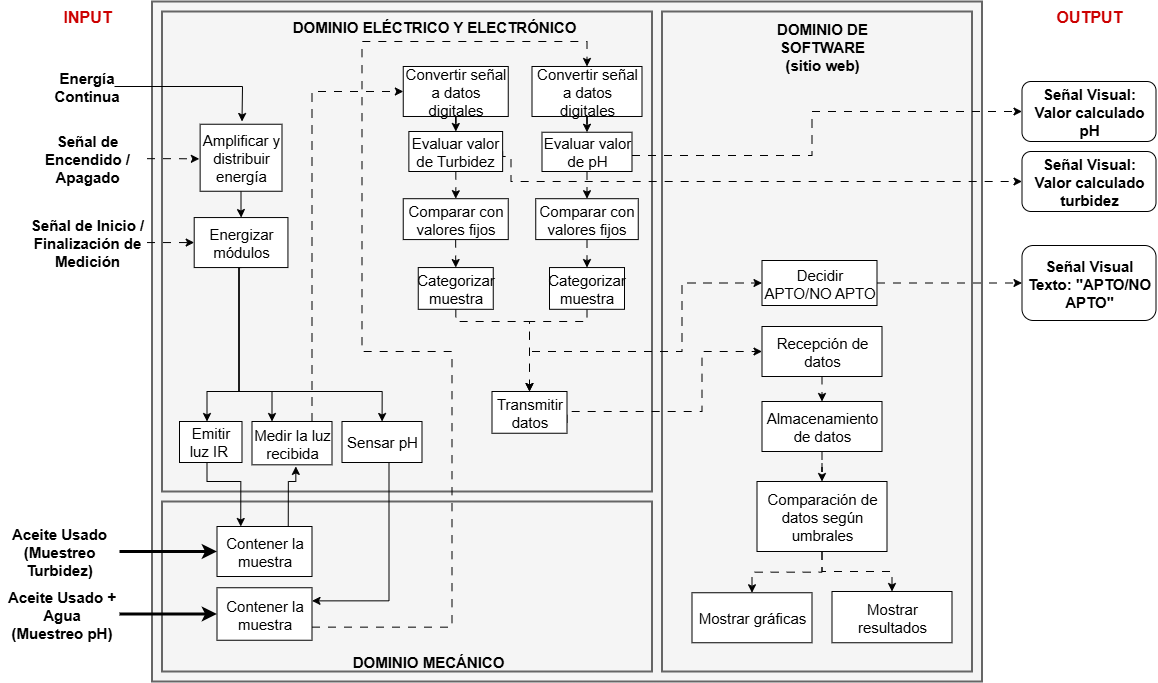 INPUT
OUTPUT
DOMINIO ELÉCTRICO Y ELECTRÓNICO
DOMINIO DE
SOFTWARE
(sitio web)
Energía
Continua
Señal de
Encendido /
Apagado
Señal de Inicio /
Finalización de
Medición
Amplificar y
distribuir
energía
Energizar
módulos
Convertir señal
a datos
digitales
Evaluar valor
de Turbidez
Comparar con
valores fijos
Categorizar
muestra
Convertir señal
a datos
digitales
Evaluar valor
de pH
Comparar con
valores fijos
Categorizar
muestra
Transmitir
datos
Emitir
luz IR
Medir la luz
recibida
Sensar pH
Decidir
APTO/NO APTO
Recepción de
datos
Almacenamiento
de datos
Comparación de
datos según
umbrales
Mostrar gráficas
Mostrar
resultados
Señal Visual:
Valor calculado
pH
Señal Visual:
Valor calculado
turbidez
Señal Visual
Texto: "APTO/NO
APTO"
Aceite Usado
(Muestreo
Turbidez)
Aceite Usado +
Agua
(Muestreo pH)
Contener la
muestra
Contener la
muestra
DOMINIO MECÁNICO